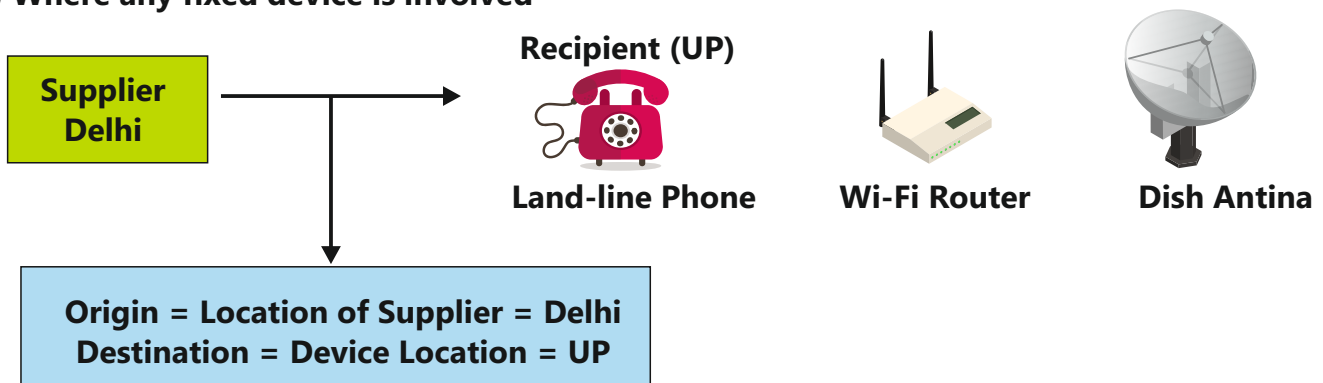 Where any fixed device is involved
Supplier
Delhi
Recipient (UP)
Land-line Phone
Wi-Fi Router
Dish Antina
Origin = Location of Supplier = Delhi
Destination = Device Location = UP